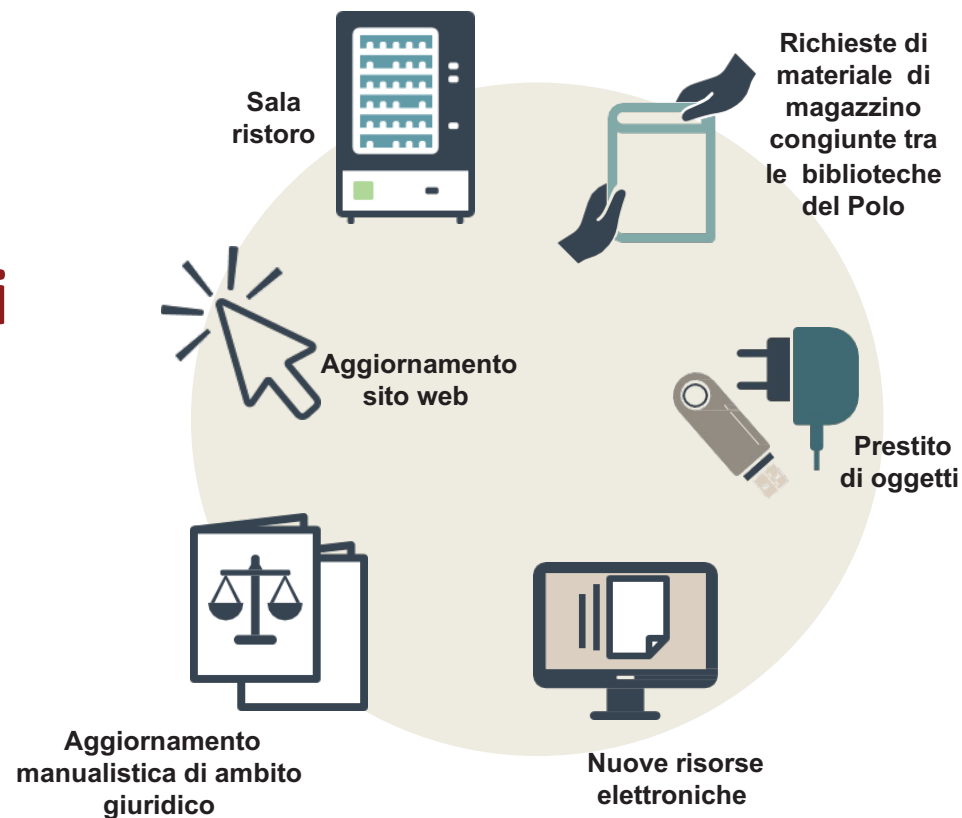 Sala
ristoro
Richieste di
materiale di
magazzino
congiunte tra
le biblioteche
del Polo
i
Aggiornamento
sito web
Prestito
di oggetti
Aggiornamento
manualistica di ambito
giuridico
Nuove risorse
elettroniche